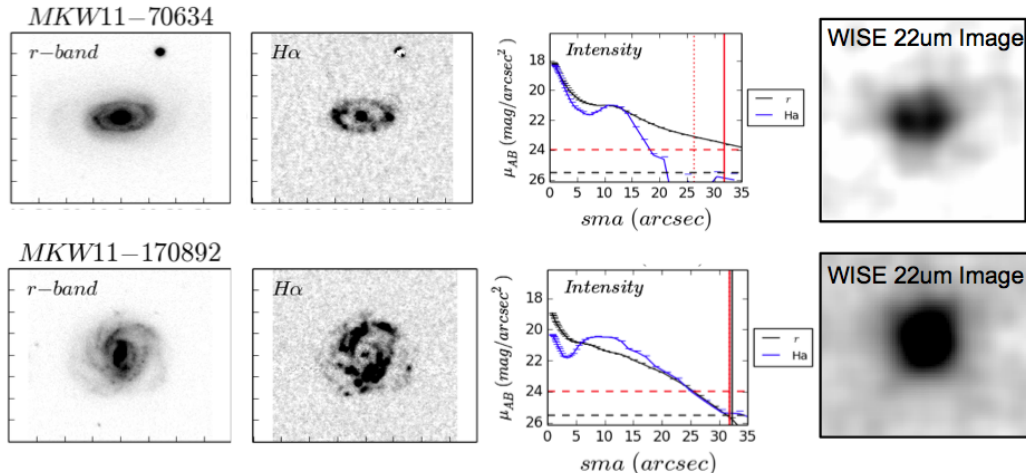 MKW11−70634
r−band
Hα
Intensity
μAB (mag/arcsec²)
18
20
22
24
26
0 5 10 15 20 25 30 35
sma (arcsec)
r
Ha
WISE 22um Image
MKW11−170892
r−band
Hα
Intensity
μAB (mag/arcsec²)
18
20
22
24
26
0 5 10 15 20 25 30 35
sma (arcsec)
r
Ha
WISE 22um Image